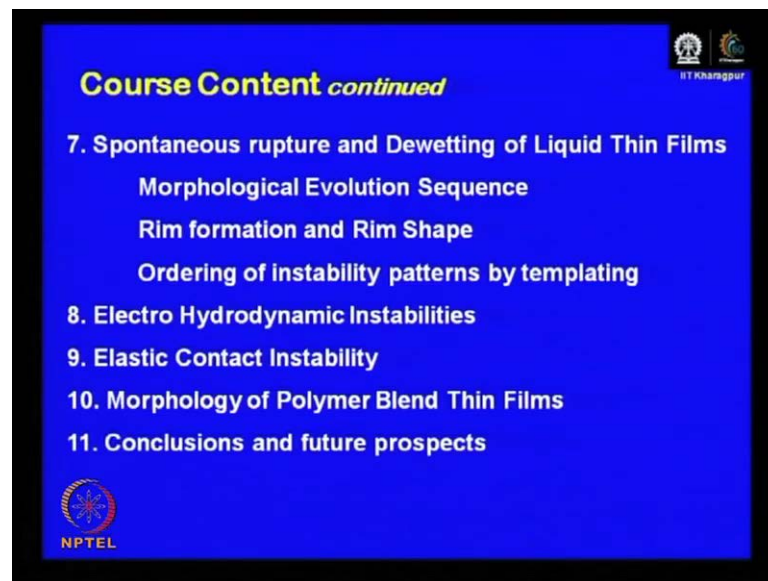 IIT Kharagpur
Course Content continued
7. Spontaneous rupture and Dewetting of Liquid Thin Films
Morphological Evolution Sequence
Rim formation and Rim Shape
Ordering of instability patterns by templating
8. Electro Hydrodynamic Instabilities
9. Elastic Contact Instability
10. Morphology of Polymer Blend Thin Films
11. Conclusions and future prospects
NPTEL